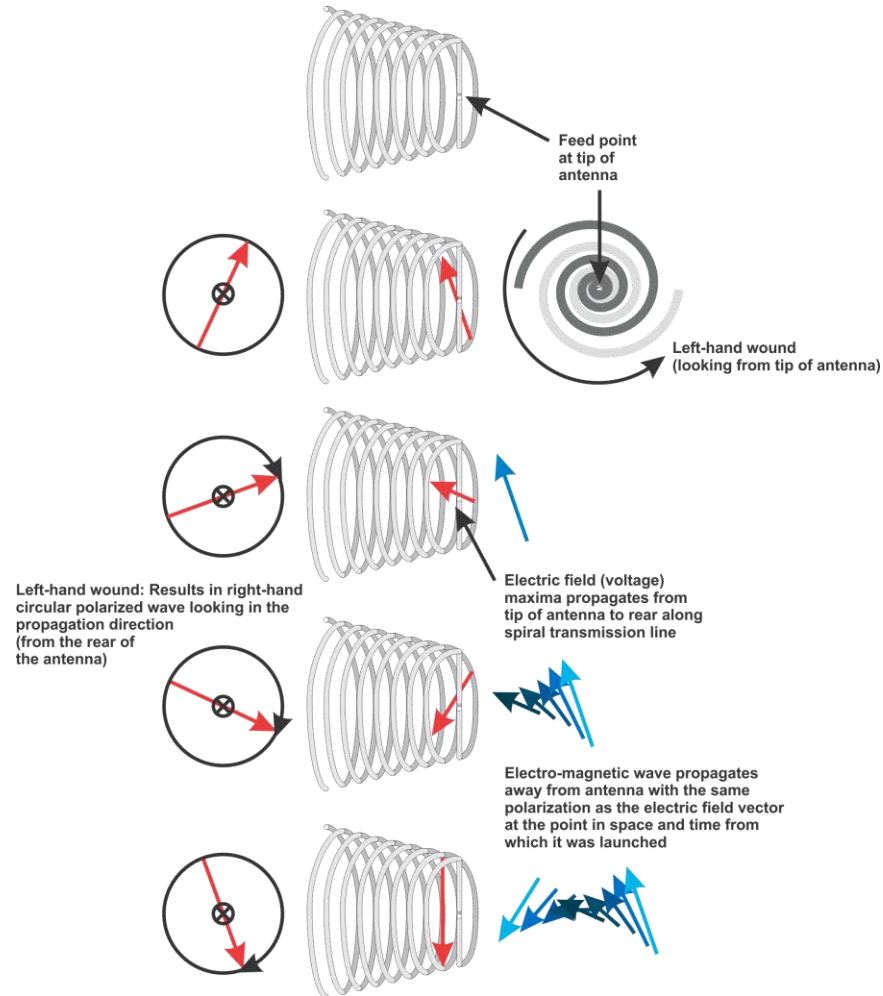 Feed point
at tip of
antenna
Left-hand wound
(looking from tip of antenna)
Left-hand wound: Results in right-hand
circular polarized wave looking in the
propagation direction
(from the rear of
the antenna)
Electric field (voltage)
maxima propagates from
tip of antenna to rear along
spiral transmission line
Electro-magnetic wave propagates
away from antenna with the same
polarization as the electric field vector
at the point in space and time from
which it was launched